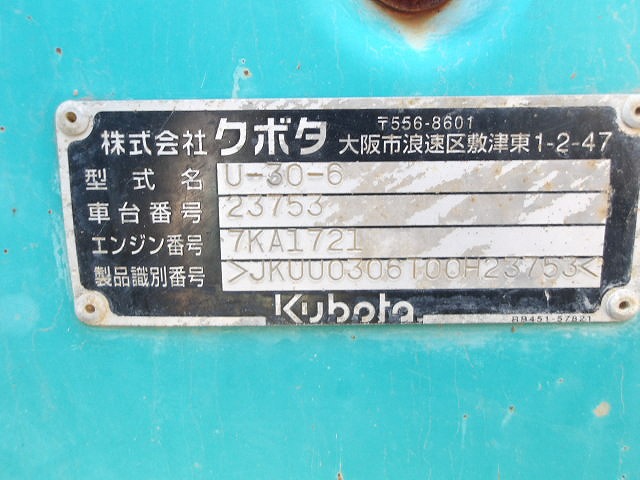 〒556-8601
株式会社 クボタ 大阪市浪速区敷津東1-2-47
型式名 U-30-6
車台番号 23753
エンジン番号 7KA1721
製品識別番号 >JKUU0306T00H23753<
Kubota
RB451-57821